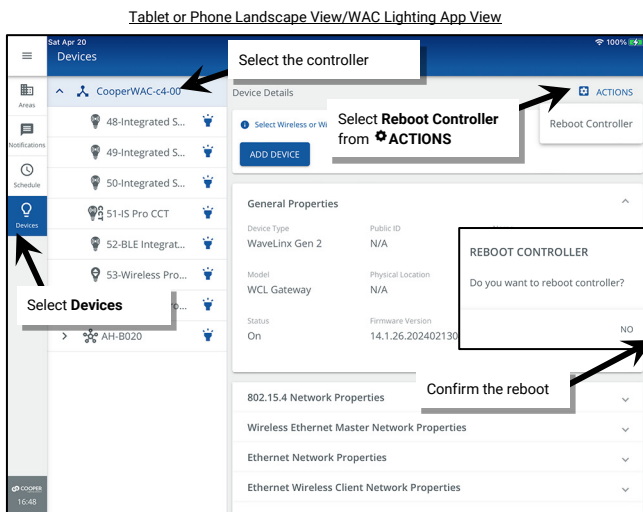 Tablet or Phone Landscape View/WAC Lighting App View
Sat Apr 20
100%
Devices
Select the controller
CooperWAC-c4-00
Device Details
ACTIONS
Areas
Select Reboot Controller
from ACTIONS
Reboot Controller
48-Integrated S...
Select Wireless or Wi
Notifications
49-Integrated S...
ADD DEVICE
Schedule
50-Integrated S...
Devices
51-IS Pro CCT
General Properties
Device Type
Public ID
WaveLinx Gen 2
N/A
52-BLE Integrat...
REBOOT CONTROLLER
53-Wireless Pro...
Model
Physical Location
WCL Gateway
N/A
Do you want to reboot controller?
Select Devices
Status
Firmware Version
On
14.1.26.202402130
NO
AH-B020
Confirm the reboot
802.15.4 Network Properties
Wireless Ethernet Master Network Properties
Ethernet Network Properties
Ethernet Wireless Client Network Properties
COOPER
16:48